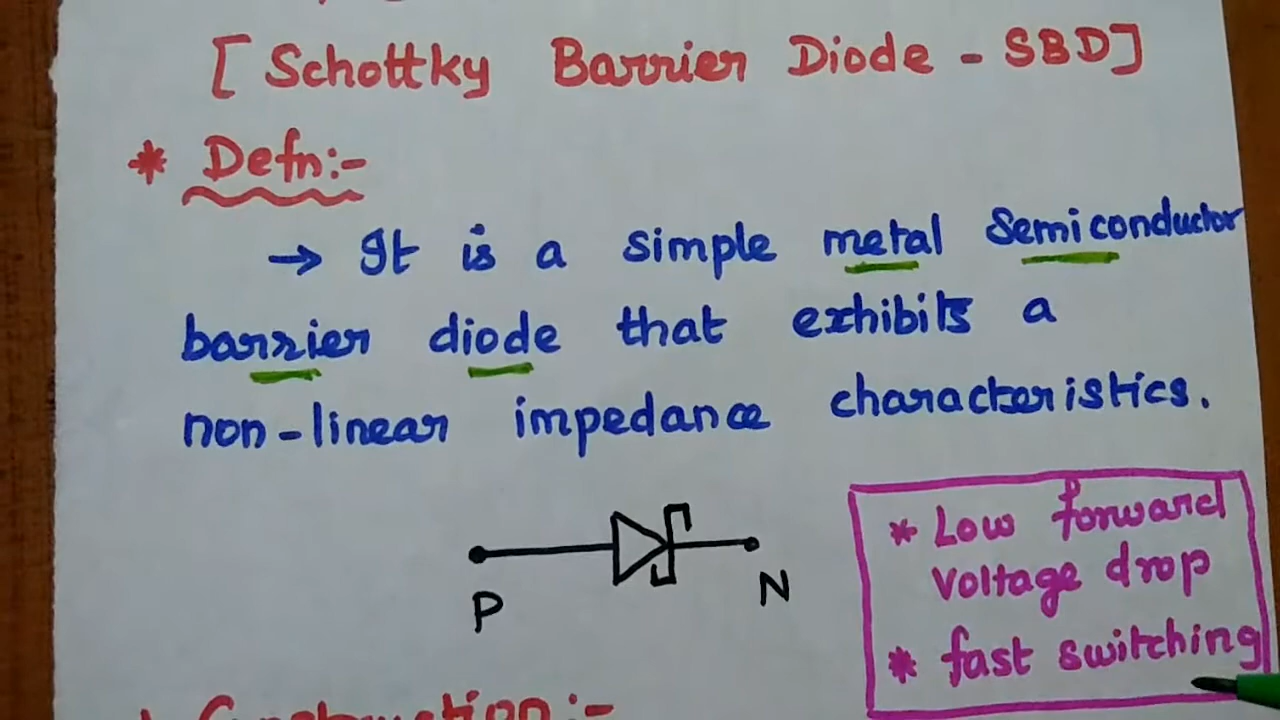 [Schottky Barrier Diode - SBD]
* Defn:-
→ It is a simple metal Semiconductor
barrier diode that exhibits a
non-linear impedance characteristics.
P
N
* Low forward
voltage drop
* fast switching
* Construction:-